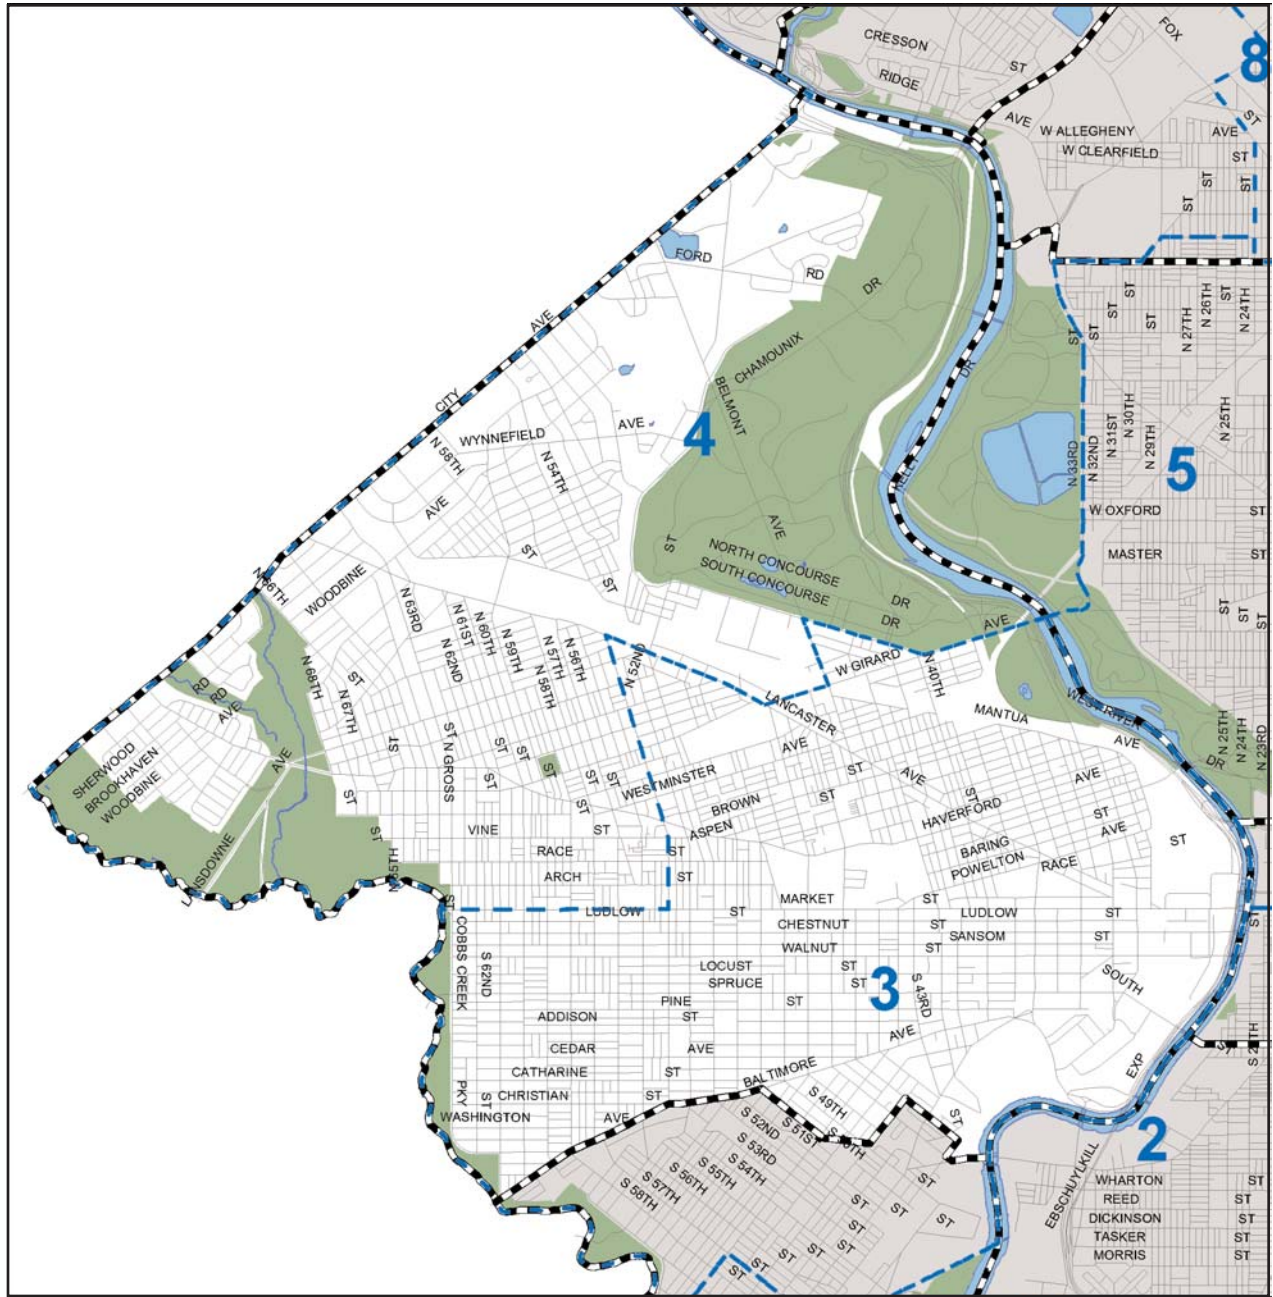 CRESSON
ST
FOX
ST
8
RIDGE
AVE
W ALLEGHENY
AVE
W CLEARFIELD
ST
ST
ST
ST
FORD
RD
DR
CITY
AVE
CHAMOUNIX
BELMONT
AVE
4
WYNNEFIELD
AVE
N 58TH
ST
N 54TH
ST
AVE
DR
KELLY
ST
ST
ST
ST
ST
ST
N 27TH
N 26TH
N 24TH
N 33RD
N 32ND
N 31ST
N 30TH
N 29TH
N 25TH
5
W OXFORD
ST
MASTER
ST
ST
ST
ST
ST
NORTH CONCOURSE
DR
SOUTH CONCOURSE
DR
N 66TH
WOODBINE
N 63RD
N 62ND
N 61ST
N 60TH
N 59TH
N 58TH
N 57TH
N 56TH
N 52ND
W GIRARD
AVE
N 40TH
N 68TH
N 67TH
ST
ST
ST
N GROSS
ST
ST
ST
ST
ST
ST
ST
RD
RD
AVE
SHERWOOD
BROOKHAVEN
WOODBINE
LANSDOWNE
AVE
ST
ST
N 65TH
ST
LANCASTER
AVE
MANTUA
AVE
WEST RIVER
DR
N 25TH
N 24TH
N 23RD
WESTMINSTER
AVE
BROWN
ST
ASPEN
ST
HAVERFORD
AVE
ST
BARING
ST
POWELTON
AVE
RACE
ST
VINE
ST
RACE
ST
ARCH
ST
MARKET
ST
LUDLOW
ST
LUDLOW
ST
CHESTNUT
ST
SANSOM
ST
WALNUT
ST
LOCUST
ST
SPRUCE
ST
PINE
ST
3
SOUTH
ST
S 43RD
ST
COBBS CREEK
PKY
S 62ND
ST
ADDISON
ST
CEDAR
AVE
CATHARINE
ST
CHRISTIAN
ST
WASHINGTON
AVE
BALTIMORE
AVE
EXP
S 49TH
S 51ST
S 52ND
S 53RD
S 54TH
S 55TH
S 56TH
S 57TH
S 58TH
ST
ST
ST
ST
ST
ST
ST
ST
ST
EBSCHUYLKILL
2
WHARTON
ST
REED
ST
DICKINSON
ST
TASKER
ST
MORRIS
ST